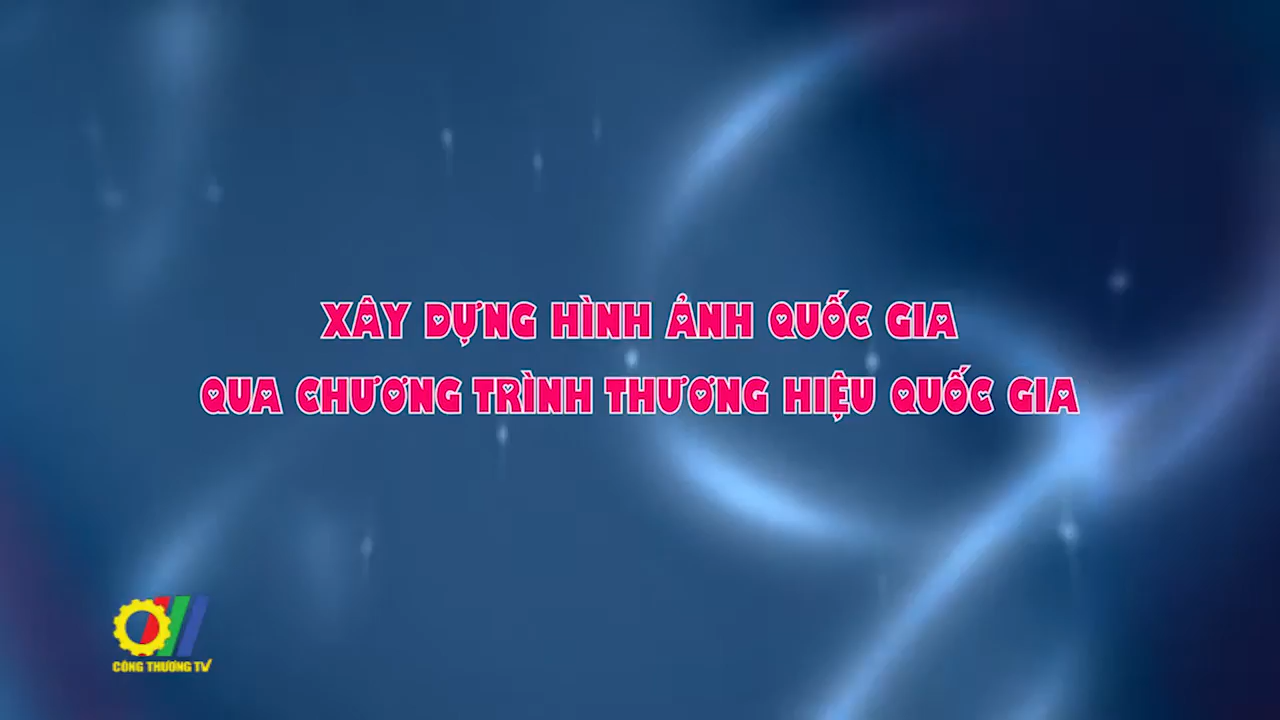 XÂY DỰNG HÌNH ẢNH QUỐC GIA
QUA CHƯƠNG TRÌNH THƯƠNG HIỆU QUỐC GIA
CÔNG THƯƠNG TV